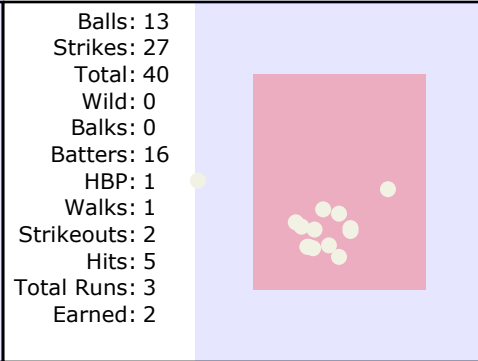 Balls: 13
Strikes: 27
Total: 40
Wild: 0
Balks: 0
Batters: 16
HBP: 1
Walks: 1
Strikeouts: 2
Hits: 5
Total Runs: 3
Earned: 2